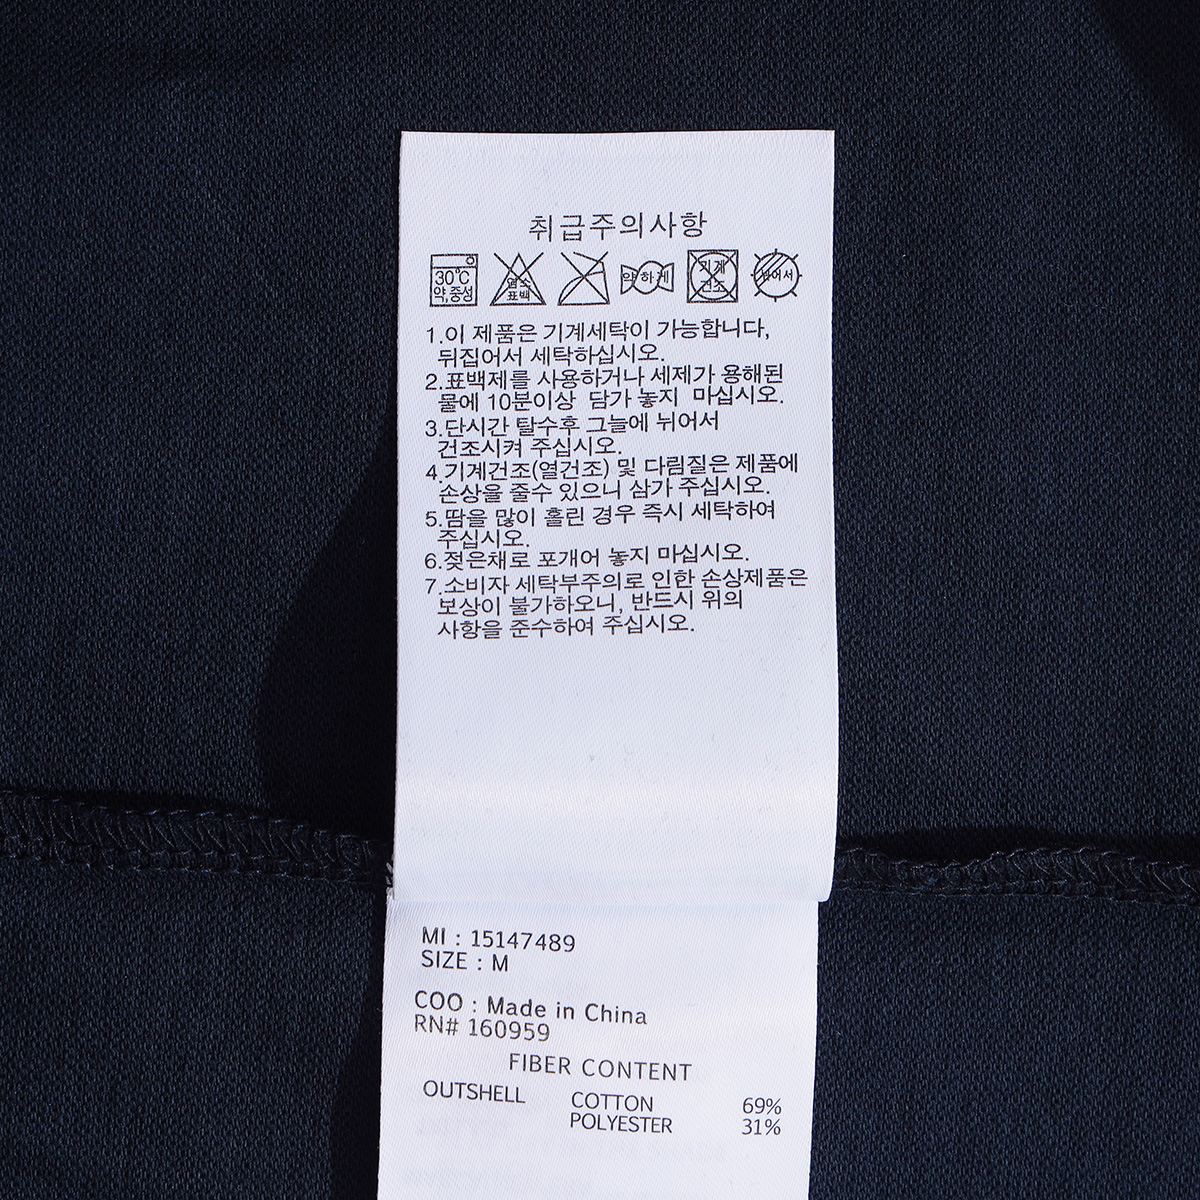 취급주의사항
30℃ 약,중성 염소 표백 약하게 기계 건조 뉘어서
1.이 제품은 기계세탁이 가능합니다,
뒤집어서 세탁하십시오.
2.표백제를 사용하거나 세제가 용해된
물에 10분이상 담가 놓지 마십시오.
3.단시간 탈수후 그늘에 뉘어서
건조시켜 주십시오.
4.기계건조(열건조) 및 다림질은 제품에
손상을 줄수 있으니 삼가 주십시오.
5.땀을 많이 흘린 경우 즉시 세탁하여
주십시오.
6.젖은채로 포개어 놓지 마십시오.
7.소비자 세탁부주의로 인한 손상제품은
보상이 불가하오니, 반드시 위의
사항을 준수하여 주십시오.
MI : 15147489
SIZE : M
COO : Made in China
RN# 160959
FIBER CONTENT
OUTSHELL COTTON 69%
POLYESTER 31%